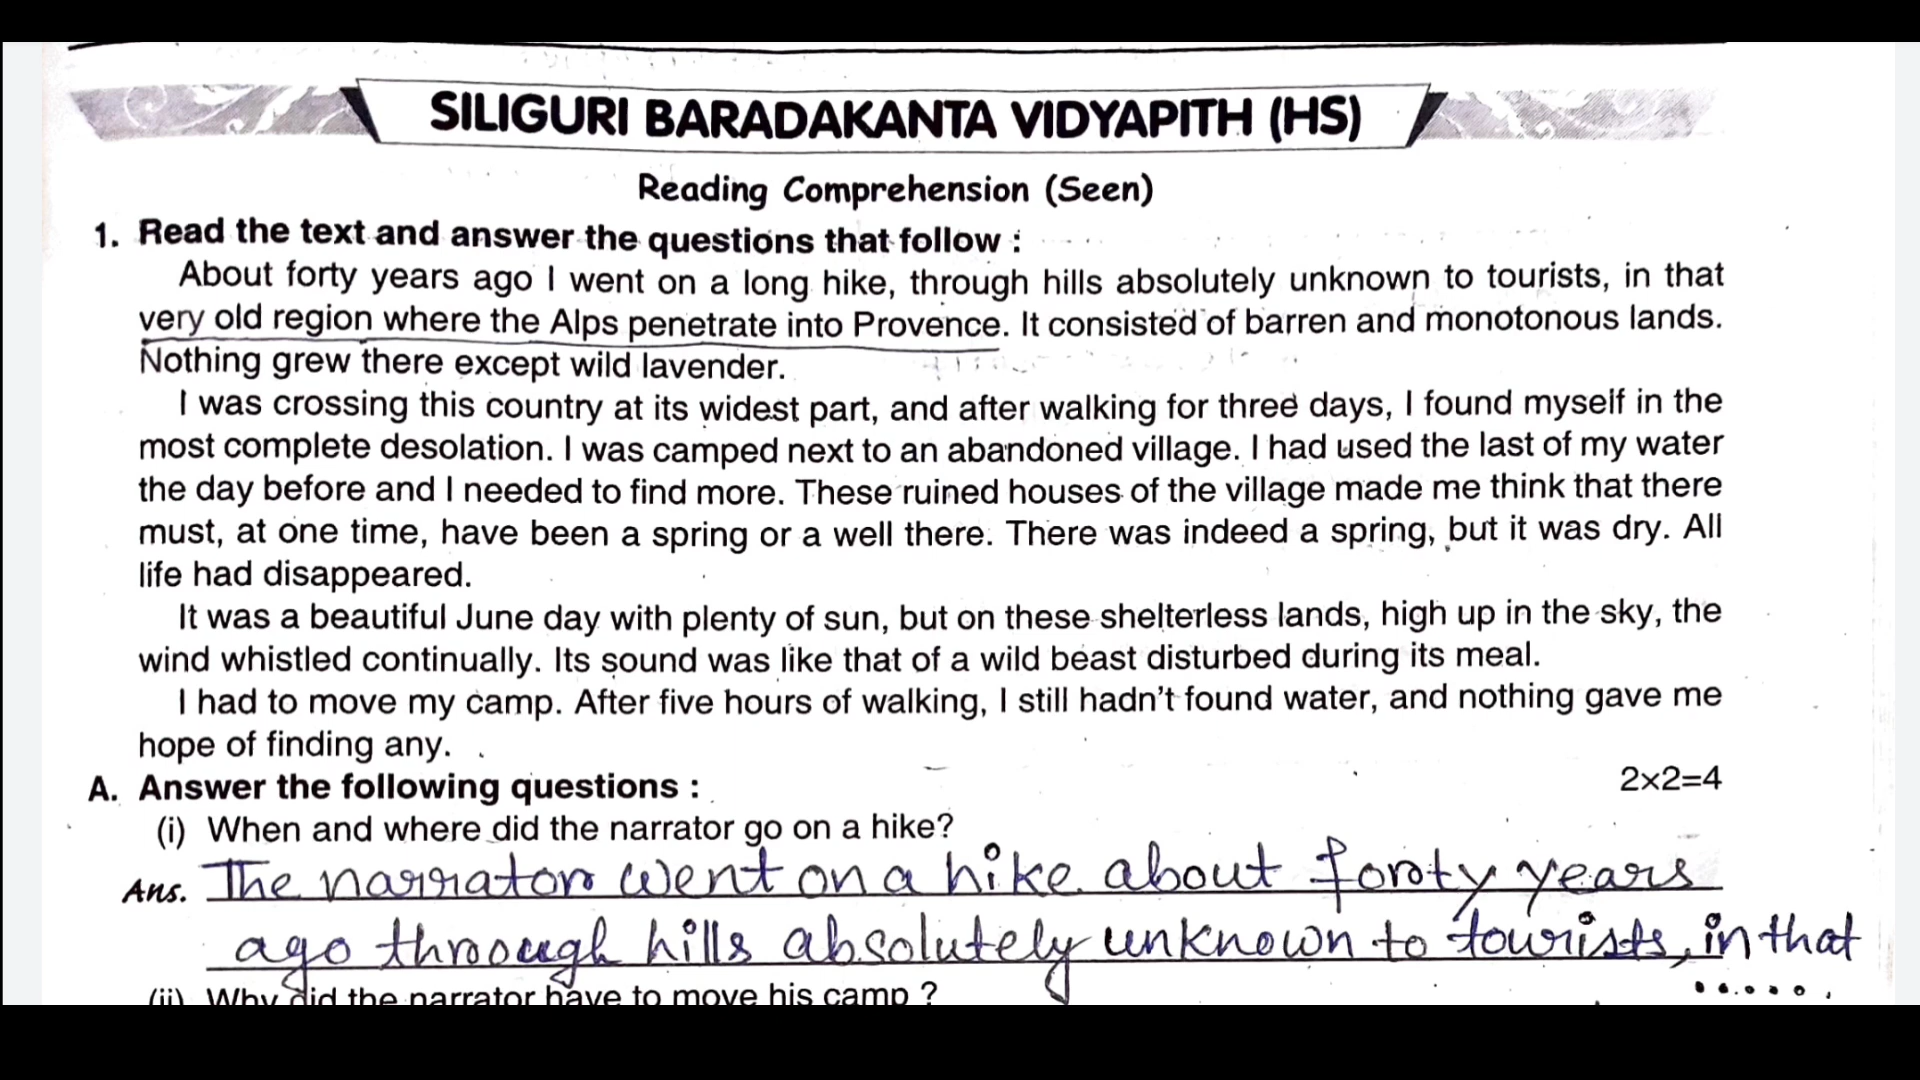 SILIGURI BARADAKANTA VIDYAPITH (HS)
Reading Comprehension (Seen)
1. Read the text and answer the questions that follow :
About forty years ago I went on a long hike, through hills absolutely unknown to tourists, in that
very old region where the Alps penetrate into Provence. It consisted of barren and monotonous lands.
Nothing grew there except wild lavender.
I was crossing this country at its widest part, and after walking for three days, I found myself in the
most complete desolation. I was camped next to an abandoned village. I had used the last of my water
the day before and I needed to find more. These ruined houses of the village made me think that there
must, at one time, have been a spring or a well there. There was indeed a spring, but it was dry. All
life had disappeared.
It was a beautiful June day with plenty of sun, but on these shelterless lands, high up in the sky, the
wind whistled continually. Its sound was like that of a wild beast disturbed during its meal.
I had to move my camp. After five hours of walking, I still hadn't found water, and nothing gave me
hope of finding any.
A. Answer the following questions : 2×2=4
(i) When and where did the narrator go on a hike?
Ans. The narrator went on a hike about forty years
ago through hills absolutely unknown to tourists, in that
......
(ii) Why did the narrator have to move his camp ?